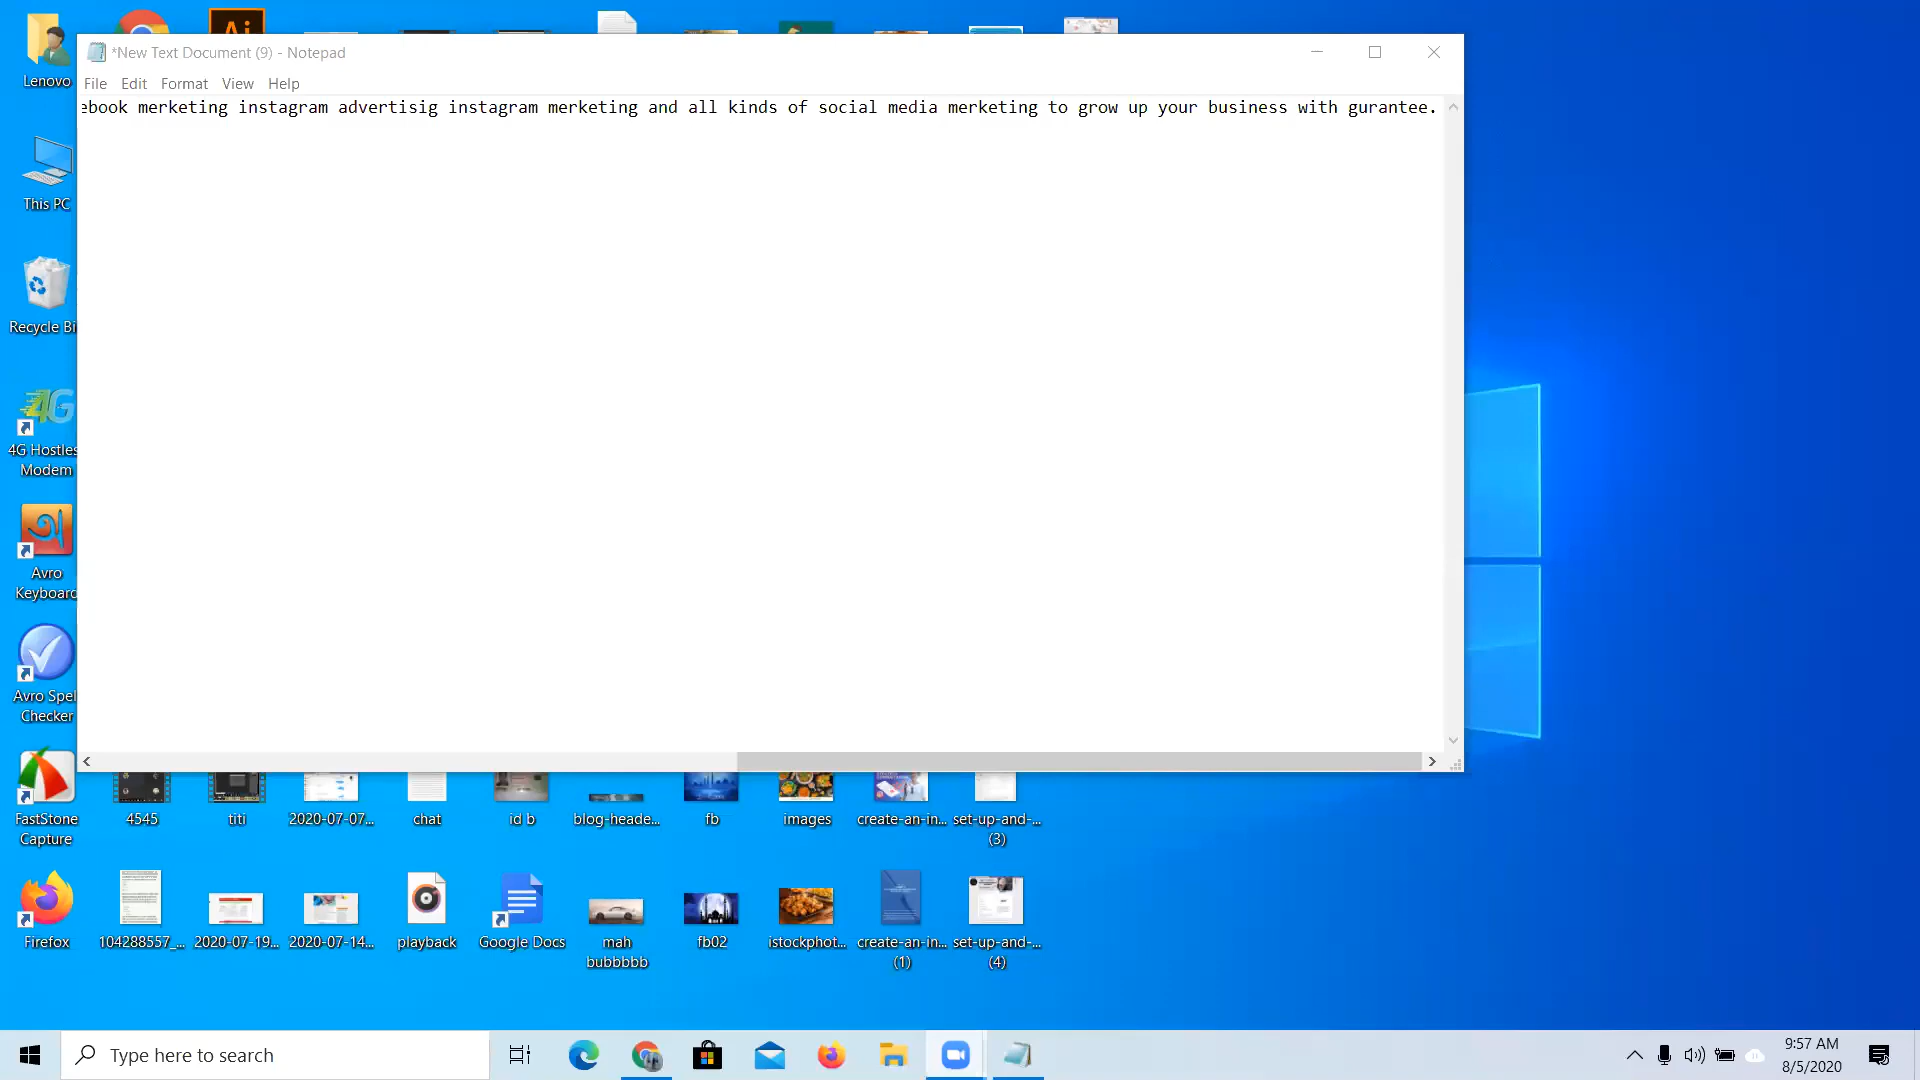 Ai
Lenovo
*New Text Document (9) - Notepad
File Edit Format View Help
ebook merketing instagram advertisig instagram merketing and all kinds of social media merketing to grow up your business with gurantee.
This PC
Recycle Bi
4G
4G Hostles
Modem
অ
Avro
Keyboard
Avro Spel
Checker
FastStone
Capture
4545
titi
2020-07-07...
chat
id b
blog-heade...
fb
images
create-an-in...
set-up-and-...
(3)
Firefox
104288557_...
2020-07-19...
2020-07-14...
playback
Google Docs
mah
bubbbbb
fb02
istockphot...
create-an-in...
(1)
set-up-and-...
(4)
Type here to search
9:57 AM
8/5/2020